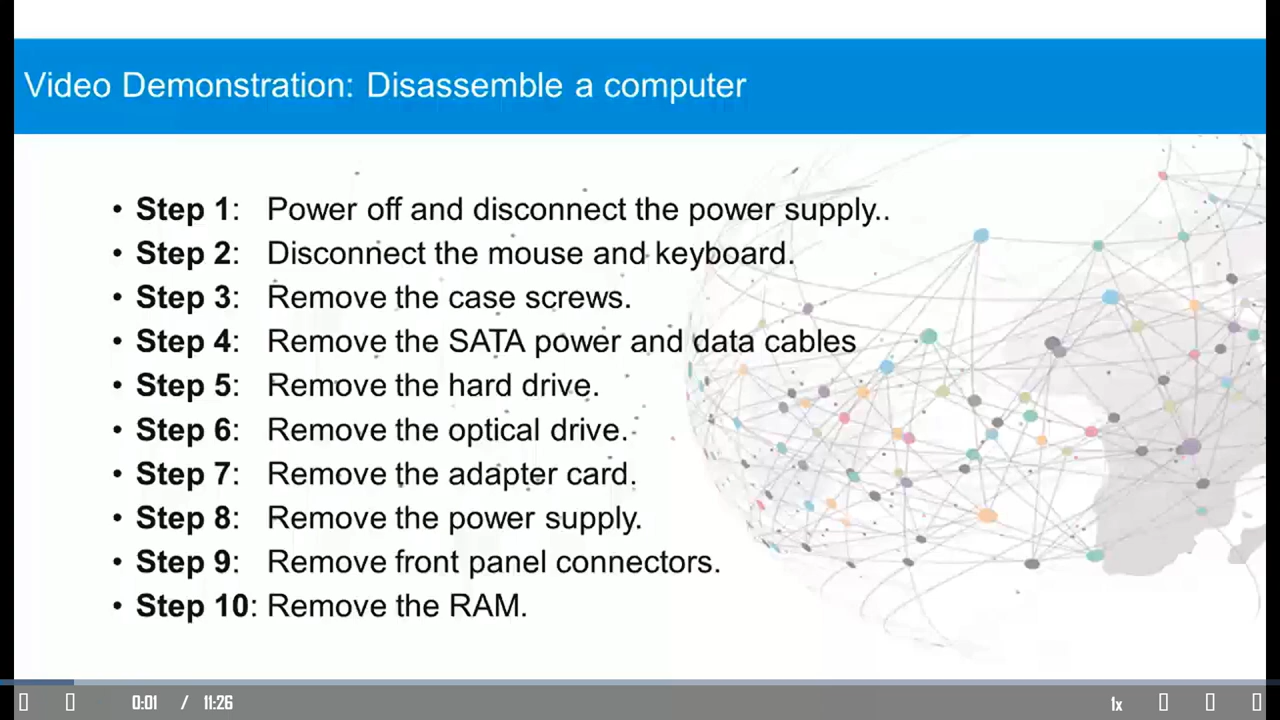 Video Demonstration: Disassemble a computer
• Step 1: Power off and disconnect the power supply..
• Step 2: Disconnect the mouse and keyboard.
• Step 3: Remove the case screws.
• Step 4: Remove the SATA power and data cables
• Step 5: Remove the hard drive.
• Step 6: Remove the optical drive.
• Step 7: Remove the adapter card.
• Step 8: Remove the power supply.
• Step 9: Remove front panel connectors.
• Step 10: Remove the RAM.
0:01 / 11:26 1x